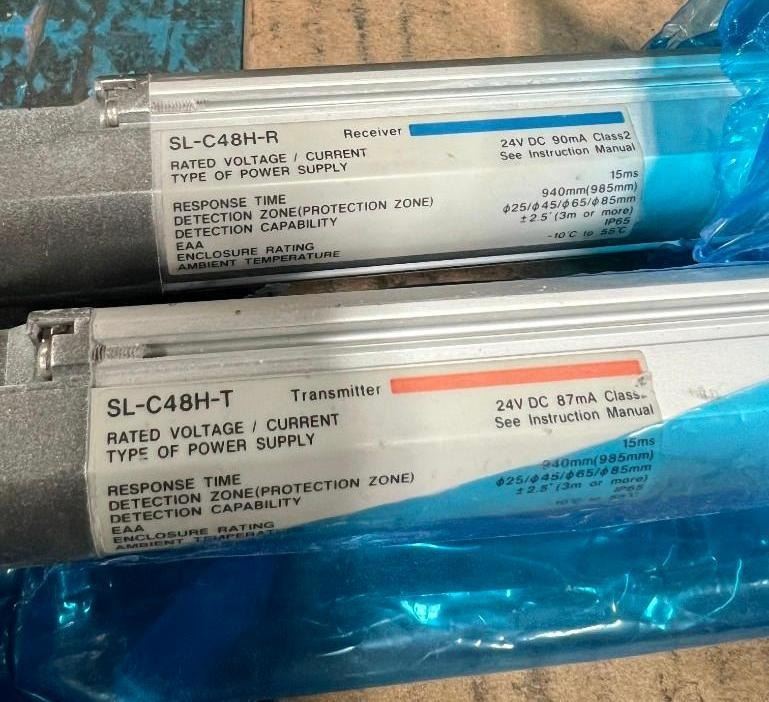 SL-C48H-R Receiver
24V DC 90mA Class2
RATED VOLTAGE / CURRENT
See Instruction Manual
TYPE OF POWER SUPPLY
RESPONSE TIME 15ms
DETECTION ZONE(PROTECTION ZONE) 940mm(985mm)
DETECTION CAPABILITY ϕ25/ϕ45/ϕ65/ϕ85mm
EAA ±2.5°(3m or more)
ENCLOSURE RATING IP65
AMBIENT TEMPERATURE -10℃ to 55℃
SL-C48H-T Transmitter
24V DC 87mA Class
RATED VOLTAGE / CURRENT
See Instruction Manual
TYPE OF POWER SUPPLY
RESPONSE TIME 15ms
DETECTION ZONE(PROTECTION ZONE) 940mm(985mm)
DETECTION CAPABILITY ϕ25/ϕ45/ϕ65/ϕ85mm
EAA ±2.5°(3m or more)
ENCLOSURE RATING IP65
AMBIENT